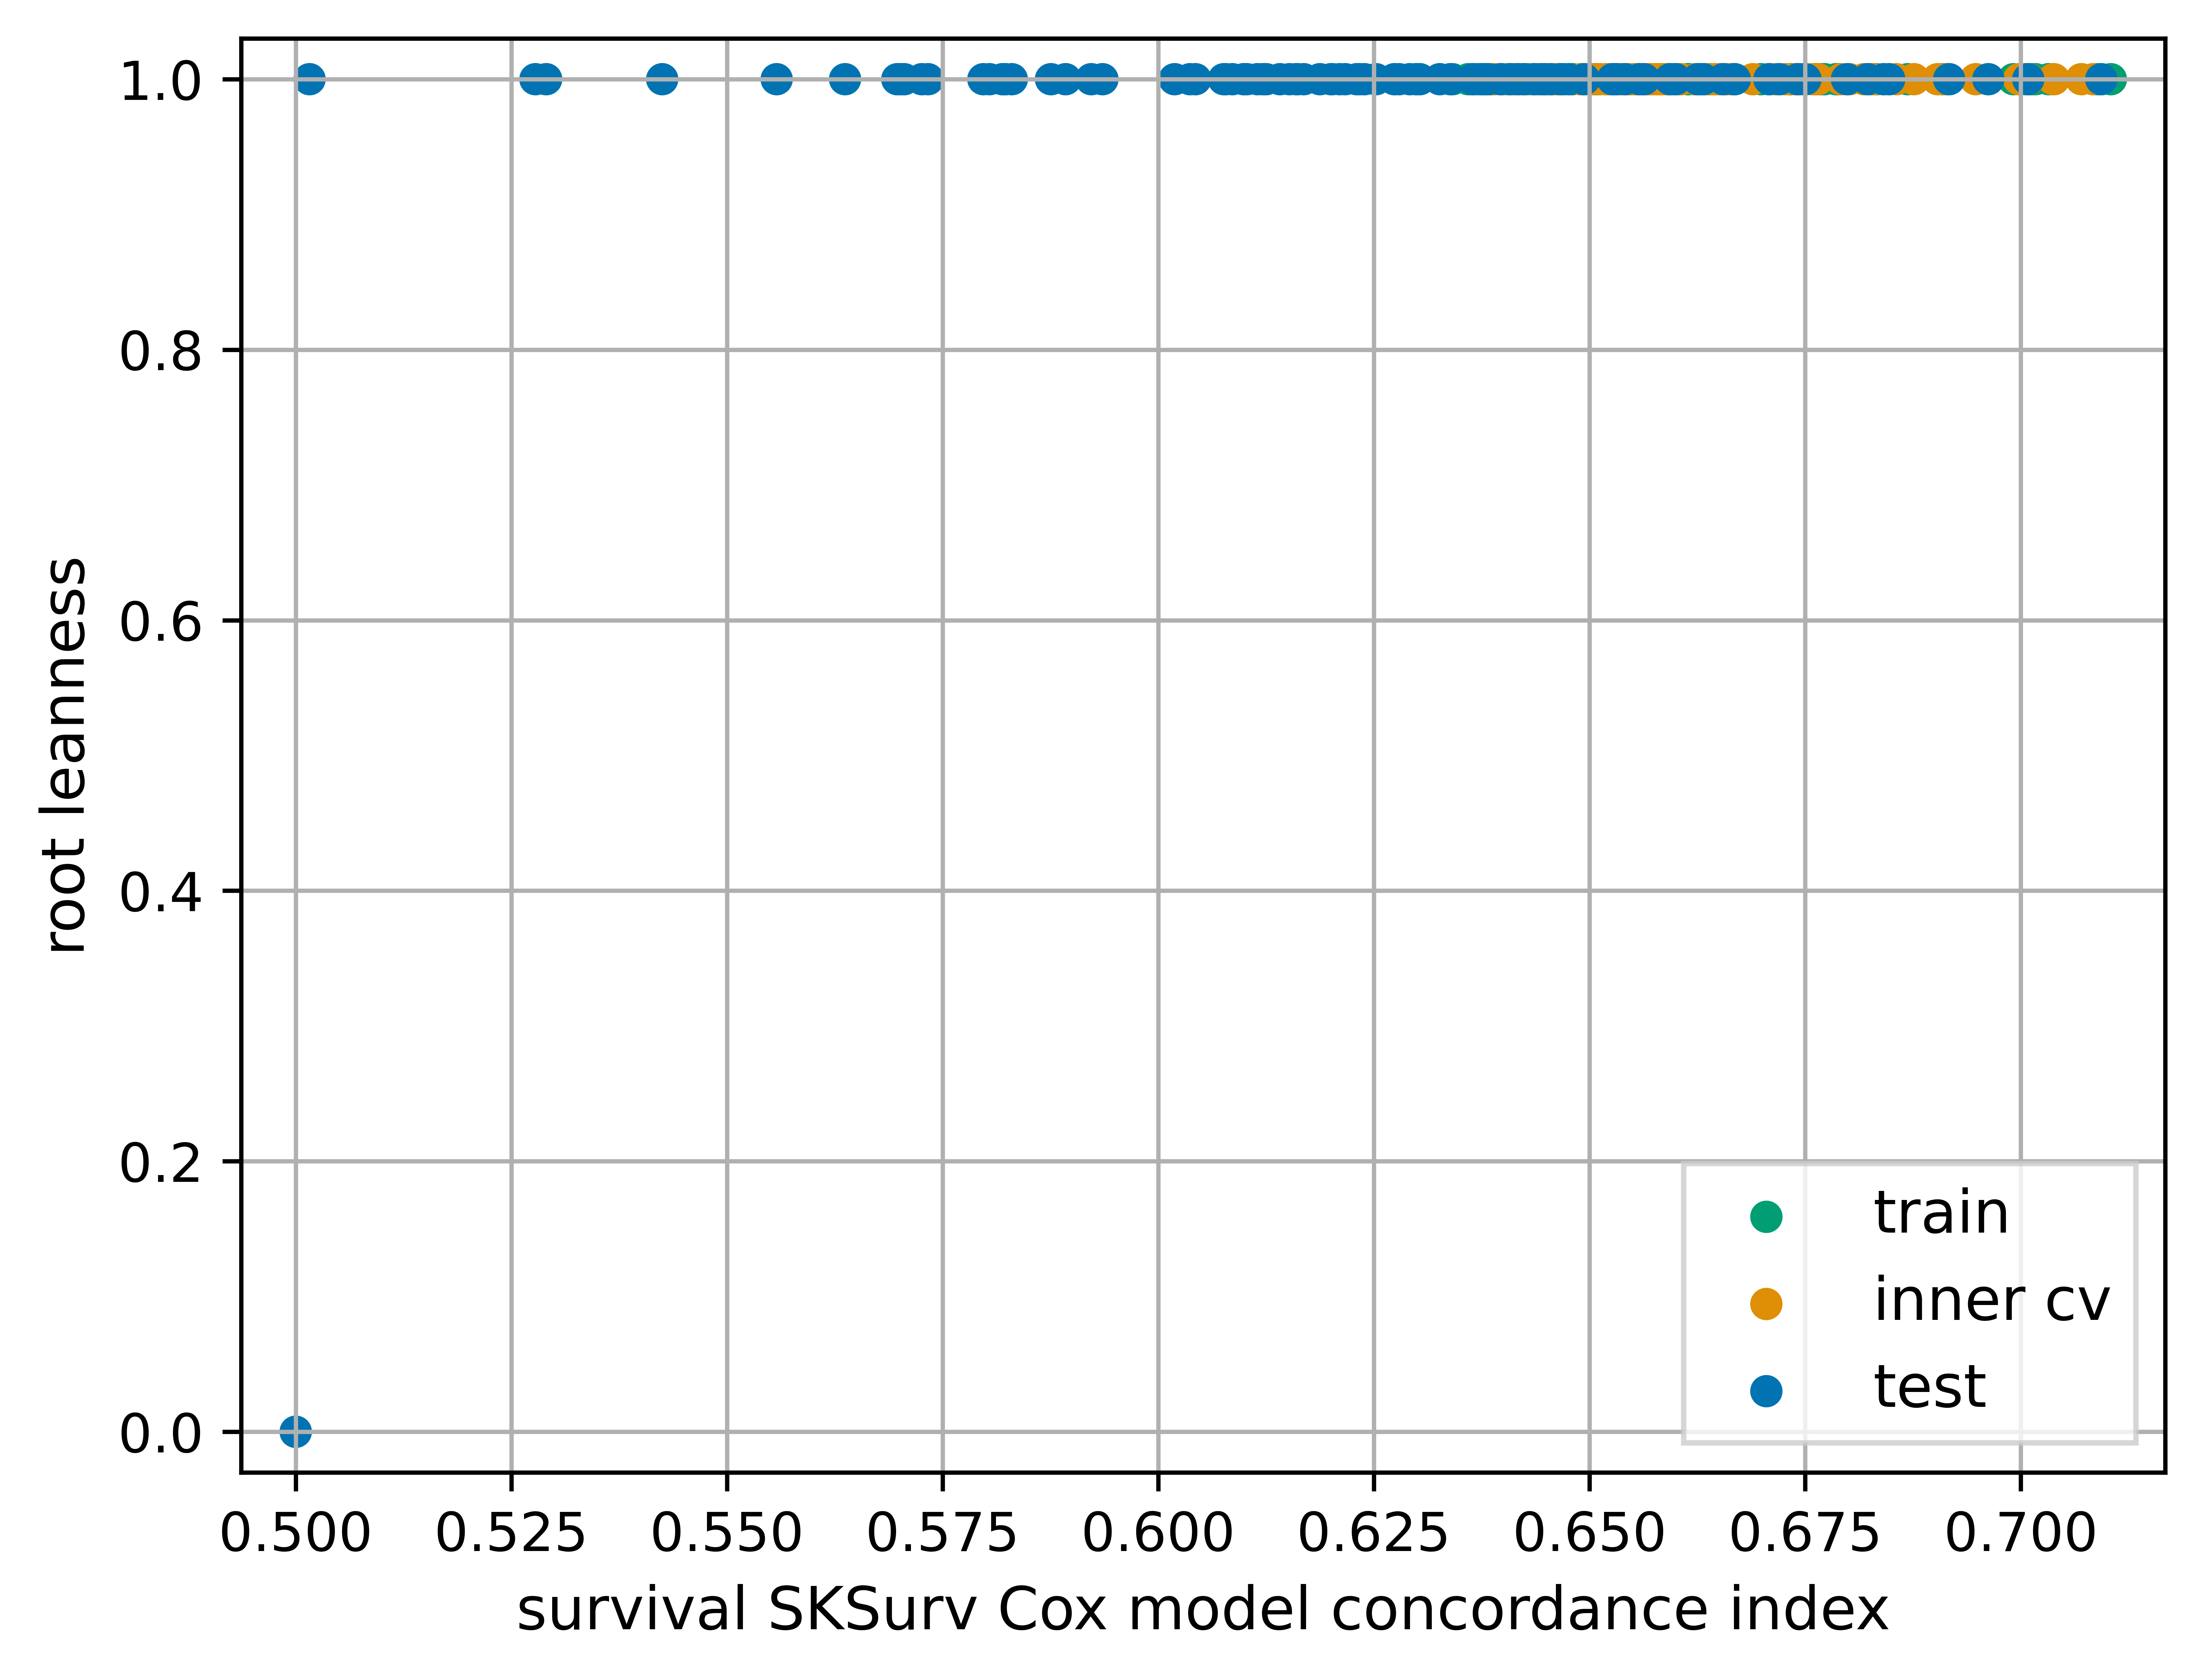 1.0
0.8
0.6
0.4
0.2
0.0
root leanness
train
inner cv
test
0.500 0.525 0.550 0.575 0.600 0.625 0.650 0.675 0.700
survival SKSurv Cox model concordance index